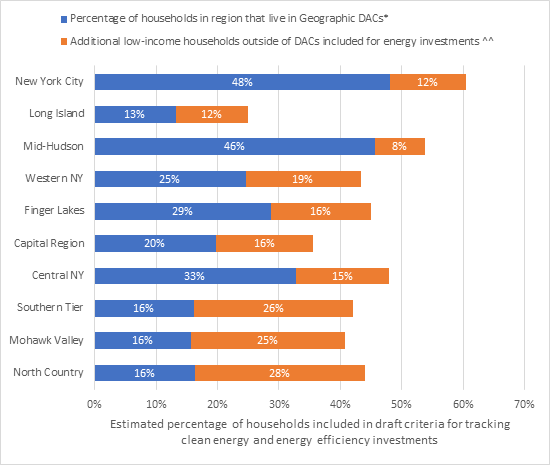 Percentage of households in region that live in Geographic DACs*
Additional low-income households outside of DACs included for energy investments ^^
New York City 48% 12%
Long Island 13% 12%
Mid-Hudson 46% 8%
Western NY 25% 19%
Finger Lakes 29% 16%
Capital Region 20% 16%
Central NY 33% 15%
Southern Tier 16% 26%
Mohawk Valley 16% 25%
North Country 16% 28%
0% 10% 20% 30% 40% 50% 60% 70%
Estimated percentage of households included in draft criteria for tracking
clean energy and energy efficiency investments